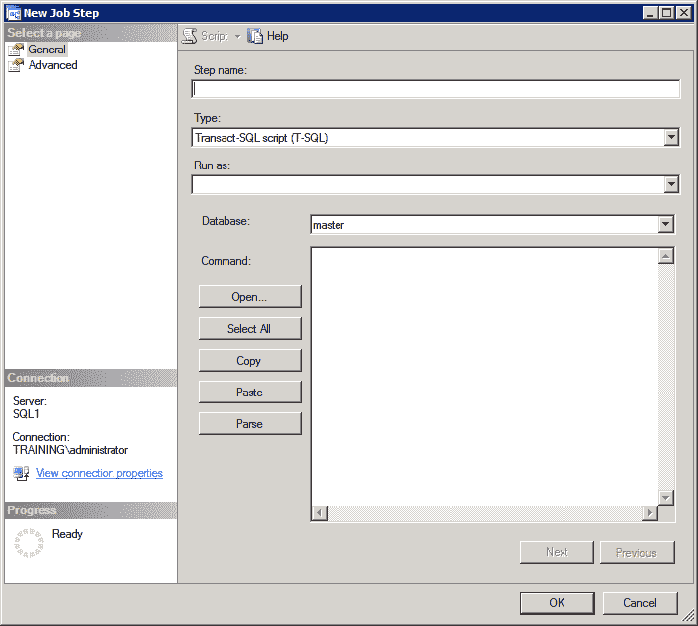 New Job Step
Select a page
General
Advanced
Script
Help
Step name:
Type:
Transact-SQL script (T-SQL)
Run as:
Database:
master
Command:
Open...
Select All
Copy
Paste
Parse
Connection
Server:
SQL1
Connection:
TRAINING\administrator
View connection properties
Progress
Ready
Next
Previous
OK
Cancel